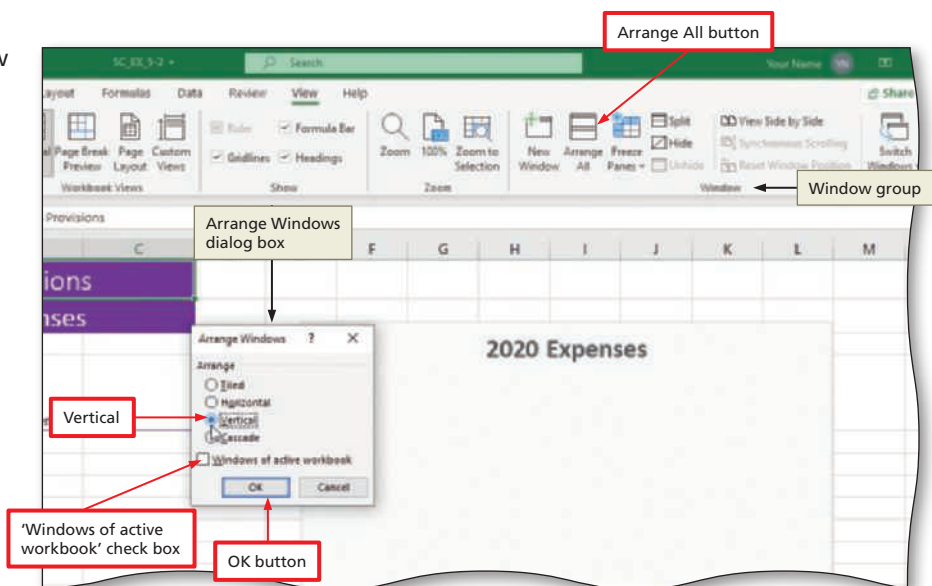 Arrange All button
SC_EX_5-2
Search
Your Name YN
ayout Formulas Data Review View Help Share
Ruler Formula Bar
Gridlines Headings
Page Break Preview
Page Layout
Custom Views
Zoom
100%
Zoom to Selection
New Window
Arrange All
Freeze Panes
Split
Hide
Unhide
View Side by Side
Synchronous Scrolling
Reset Window Position
Switch Windows
Workbook Views Show Zoom Window
Window group
Provisions
Arrange Windows
dialog box
C F G H I J K L M
ions
nses
2020 Expenses
Arrange Windows ? X
Arrange
Tiled
Horizontal
Vertical
Cascade
Windows of active workbook
OK Cancel
Vertical
'Windows of active
workbook' check box
OK button